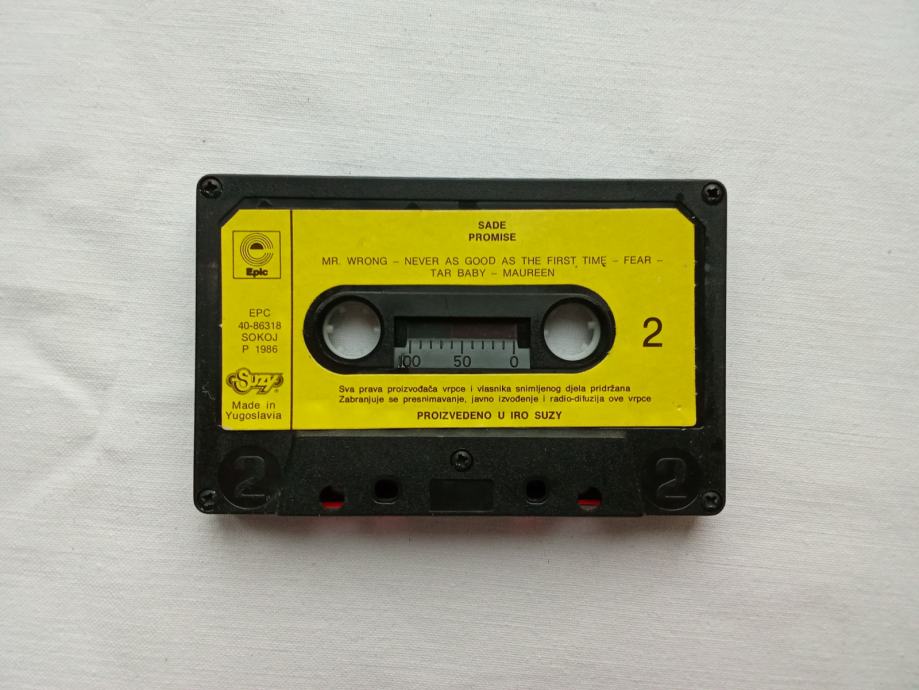 SADE
PROMISE
MR. WRONG – NEVER AS GOOD AS THE FIRST TIME – FEAR –
TAR BABY – MAUREEN
Epic
EPC
40-86318
SOKOJ
P 1986
Suzy
Made in
Yugoslavia
2
100 50 0
Sva prava proizvođača vrpce i vlasnika snimljenog djela pridržana
Zabranjuje se presnimavanje, javno izvođenje i radio-difuzija ove vrpce
PROIZVEDENO U IRO SUZY
2 2